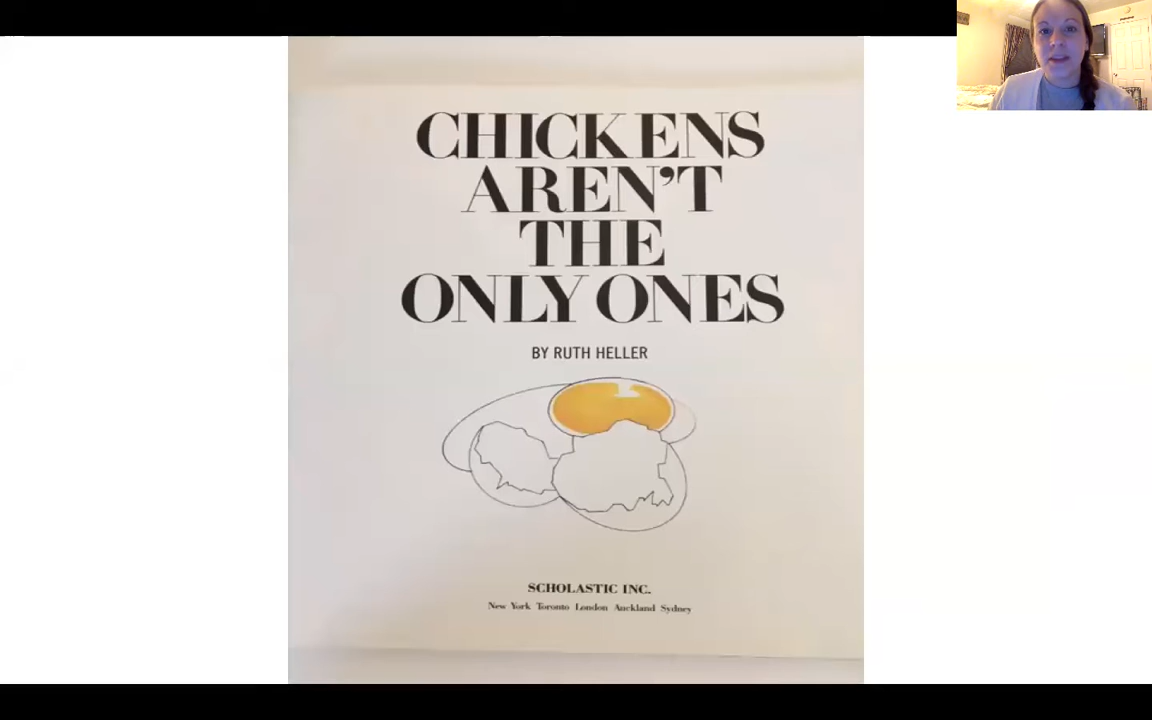 CHICKENS
AREN'T
THE
ONLY ONES
BY RUTH HELLER
SCHOLASTIC INC.
New York Toronto London Auckland Sydney